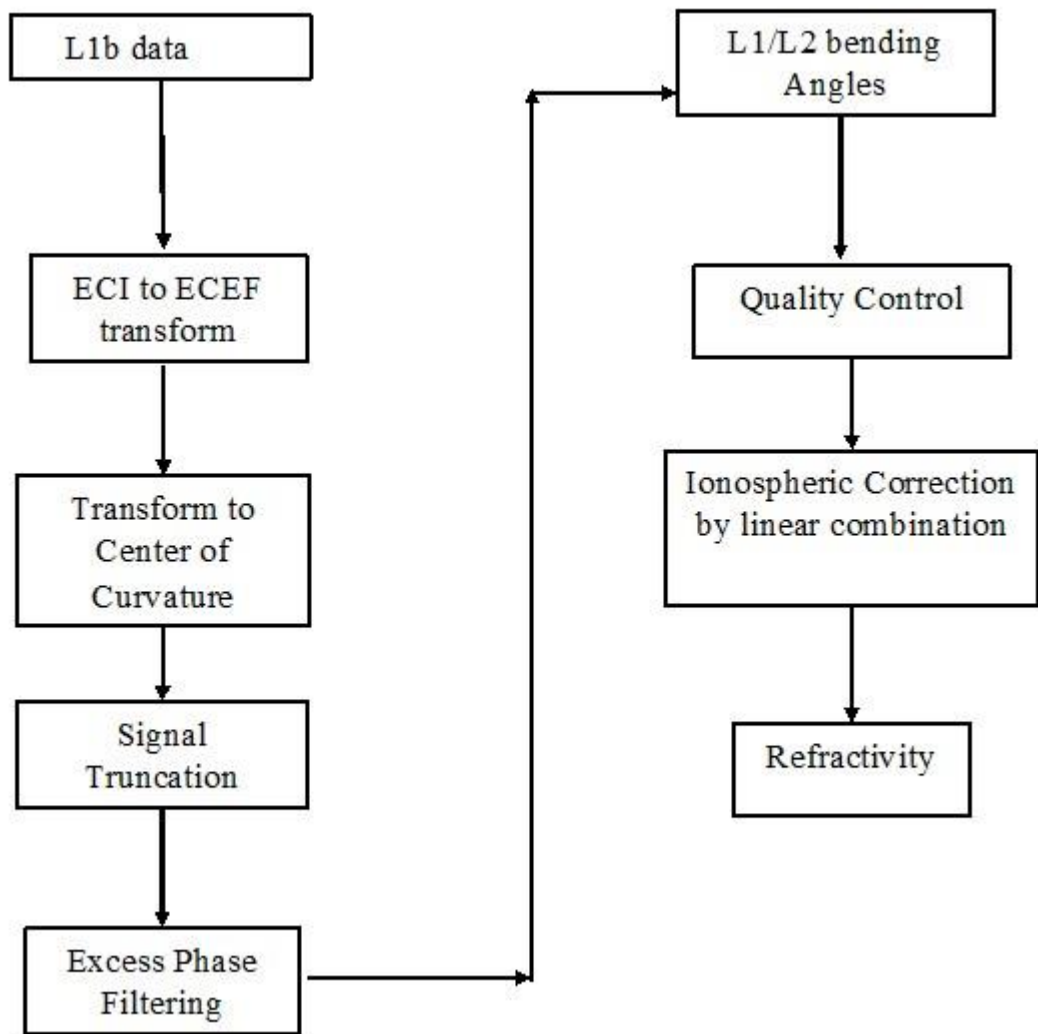 L1b data
ECI to ECEF
transform
Transform to
Center of
Curvature
Signal
Truncation
Excess Phase
Filtering
L1/L2 bending
Angles
Quality Control
Ionospheric Correction
by linear combination
Refractivity